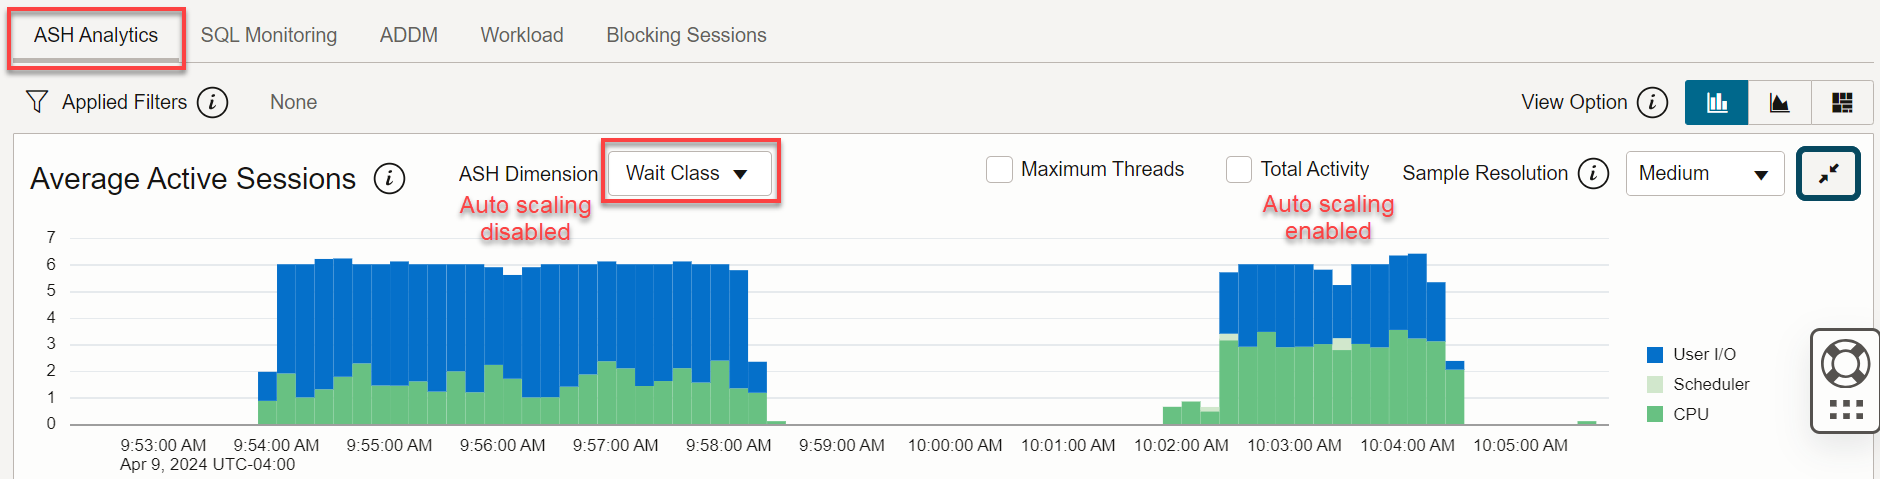 ASH Analytics SQL Monitoring ADDM Workload Blocking Sessions
Applied Filters i None View Option i
Average Active Sessions i ASH Dimension Wait Class Maximum Threads Total Activity Sample Resolution i Medium
Auto scaling
disabled
Auto scaling
enabled
7
6
5
4
3
2
1
0
User I/O
Scheduler
CPU
9:53:00 AM 9:54:00 AM 9:55:00 AM 9:56:00 AM 9:57:00 AM 9:58:00 AM 9:59:00 AM 10:00:00 AM 10:01:00 AM 10:02:00 AM 10:03:00 AM 10:04:00 AM 10:05:00 AM
Apr 9, 2024 UTC-04:00